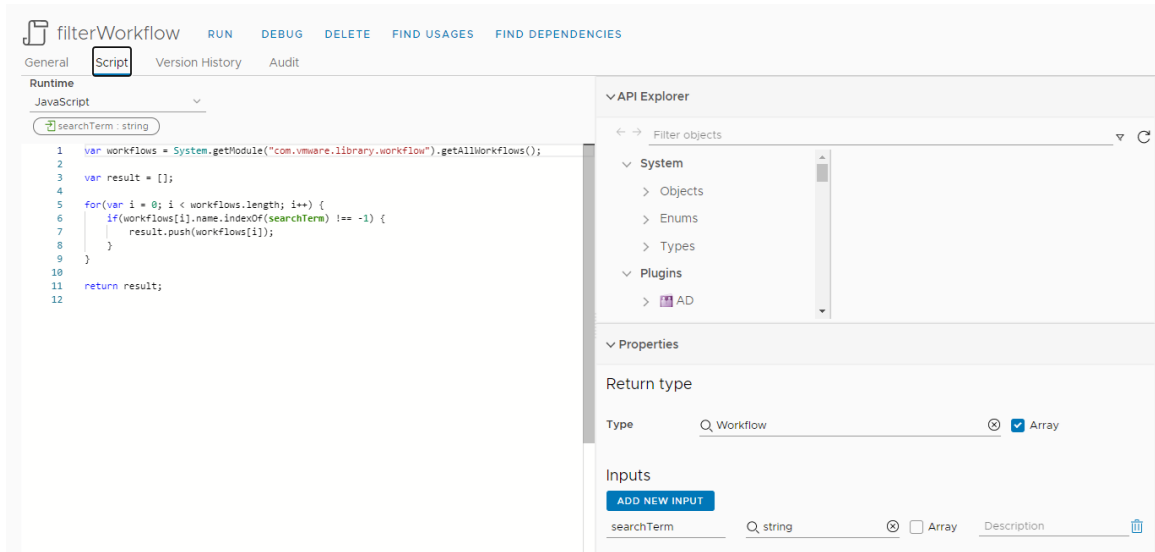 filterWorkflow RUN DEBUG DELETE FIND USAGES FIND DEPENDENCIES
General Script Version History Audit
Runtime
JavaScript
searchTerm : string
1 var workflows = System.getModule("com.vmware.library.workflow").getAllWorkflows();
2
3 var result = [];
4
5 for(var i = 0; i < workflows.length; i++) {
6 if(workflows[i].name.indexOf(searchTerm) !== -1) {
7 result.push(workflows[i]);
8 }
9 }
10
11 return result;
12
API Explorer
Filter objects
System
Objects
Enums
Types
Plugins
AD
Properties
Return type
Type Workflow Array
Inputs
ADD NEW INPUT
searchTerm string Array Description